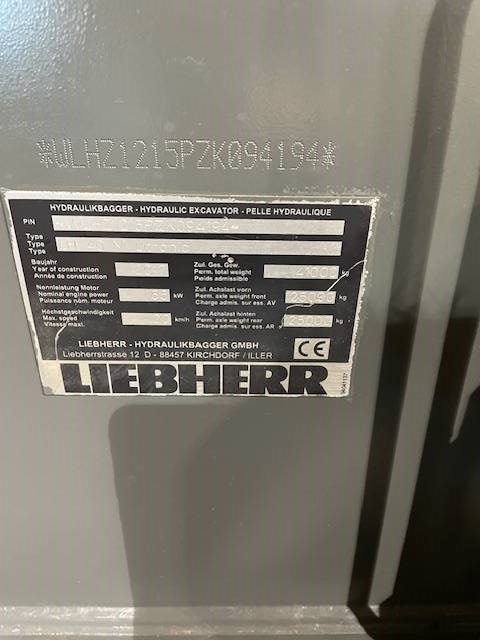 *WLHZ1215PZK094194*
HYDRAULIKBAGGER - HYDRAULIC EXCAVATOR - PELLE HYDRAULIQUE
PIN
Type
Type
Baujahr
Year of construction
Année de construction
Zul. Ges. Gew.
Perm. total weight
Poids admissible
kg
Nennleistung Motor
Nominal engine power
Puissance nom. moteur
kW
Zul. Achslast vorn
Perm. axle weight front
Charge admis. sur ess. AV
kg
Höchstgeschwindigkeit
Max. speed
Vitesse maxi.
km/h
Zul. Achslast hinten
Perm. axle weight rear
Charge admis. sur ess. AR
kg
LIEBHERR - HYDRAULIKBAGGER GMBH
Liebherrstrasse 12 D - 88457 KIRCHDORF / ILLER
CE
LIEBHERR